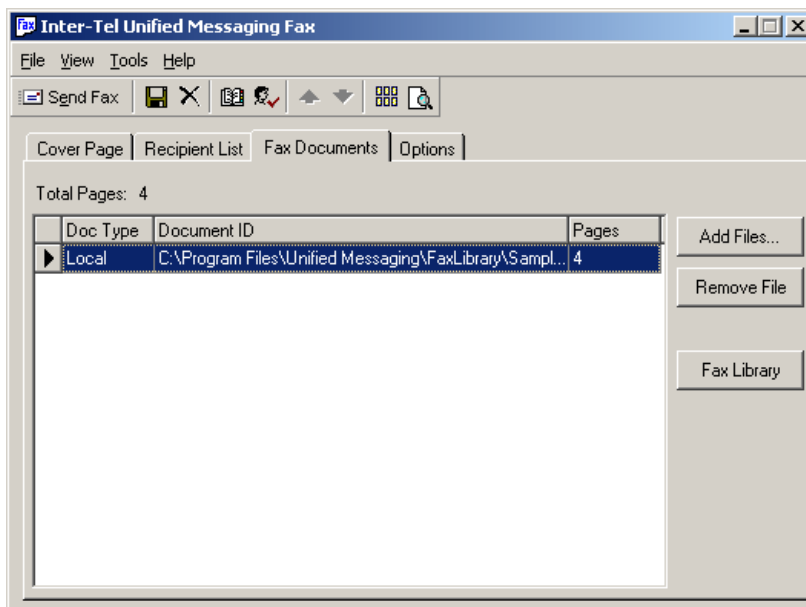 Inter-Tel Unified Messaging Fax
File View Tools Help
Send Fax
Cover Page Recipient List Fax Documents Options
Total Pages: 4
Doc Type Document ID Pages
Local C:\Program Files\Unified Messaging\FaxLibrary\Sampl... 4
Add Files...
Remove File
Fax Library